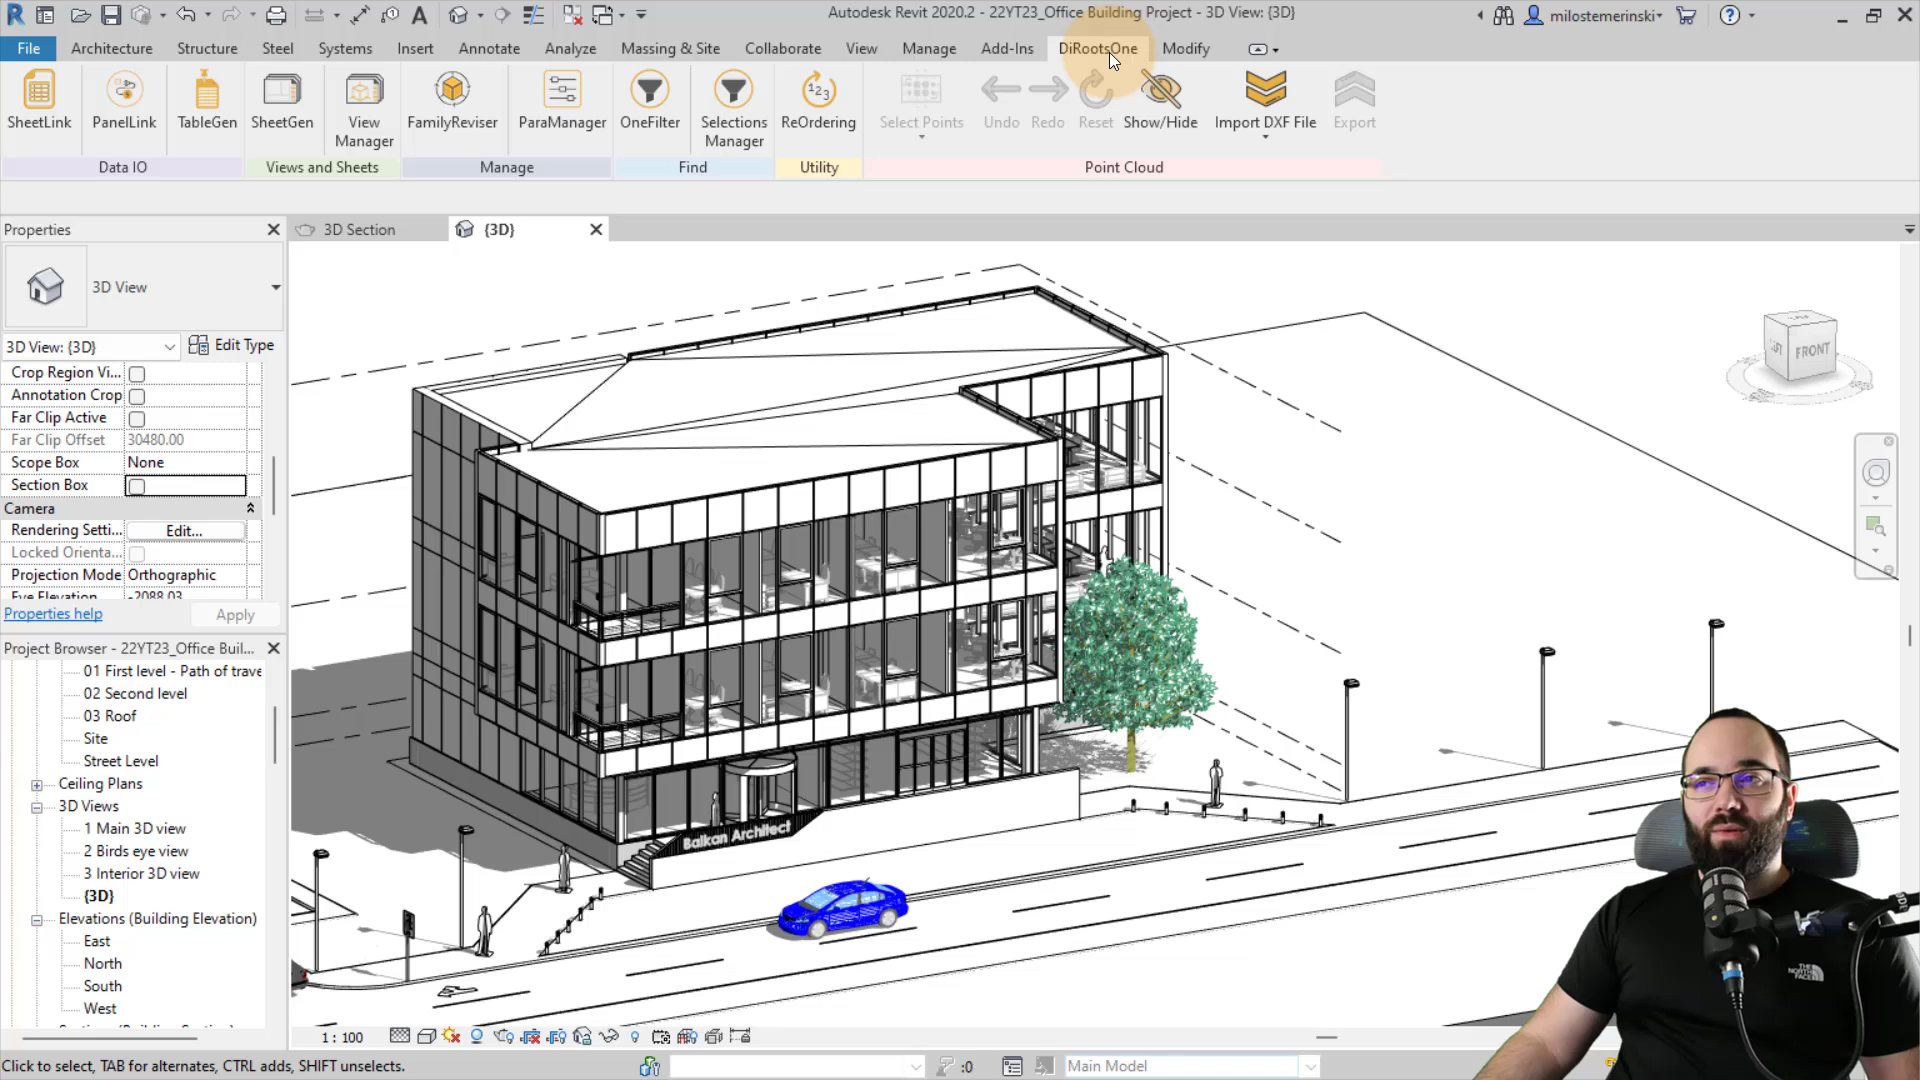 Autodesk Revit 2020.2 - 22YT23_Office Building Project - 3D View: {3D}
milostemerinski
File Architecture Structure Steel Systems Insert Annotate Analyze Massing & Site Collaborate View Manage Add-Ins DiRootsOne Modify
SheetLink PanelLink TableGen SheetGen View Manager FamilyReviser ParaManager OneFilter Selections Manager ReOrdering Select Points Undo Redo Reset Show/Hide Import DXF File Export
Data IO Views and Sheets Manage Find Utility Point Cloud
Properties
3D Section {3D}
3D View
3D View: {3D} Edit Type
Crop Region Vi...
Annotation Crop
Far Clip Active
Far Clip Offset 30480.00
Scope Box None
Section Box
Camera
Rendering Setti... Edit...
Locked Orienta...
Projection Mode Orthographic
Eye Elevation -2088.03
Properties help Apply
Project Browser - 22YT23_Office Buil...
01 First level - Path of trave
02 Second level
03 Roof
Site
Street Level
Ceiling Plans
3D Views
1 Main 3D view
2 Birds eye view
3 Interior 3D view
{3D}
Elevations (Building Elevation)
East
North
South
West
FRONT
Balkan Architect
THE NORTH FACE
1 : 100
Click to select, TAB for alternates, CTRL adds, SHIFT unselects.
:0
Main Model